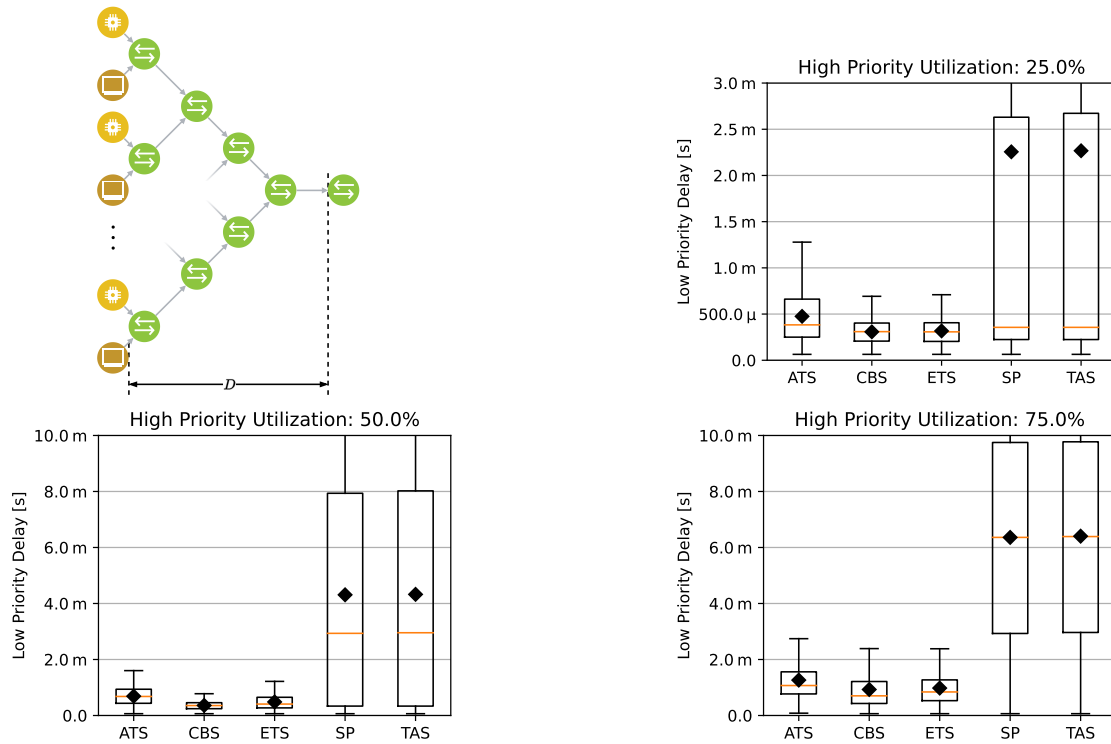 D
High Priority Utilization: 25.0%
Low Priority Delay [s]
3.0 m
2.5 m
2.0 m
1.5 m
1.0 m
500.0 µ
0.0
ATS CBS ETS SP TAS
High Priority Utilization: 50.0%
Low Priority Delay [s]
10.0 m
8.0 m
6.0 m
4.0 m
2.0 m
0.0
ATS CBS ETS SP TAS
High Priority Utilization: 75.0%
Low Priority Delay [s]
10.0 m
8.0 m
6.0 m
4.0 m
2.0 m
0.0
ATS CBS ETS SP TAS